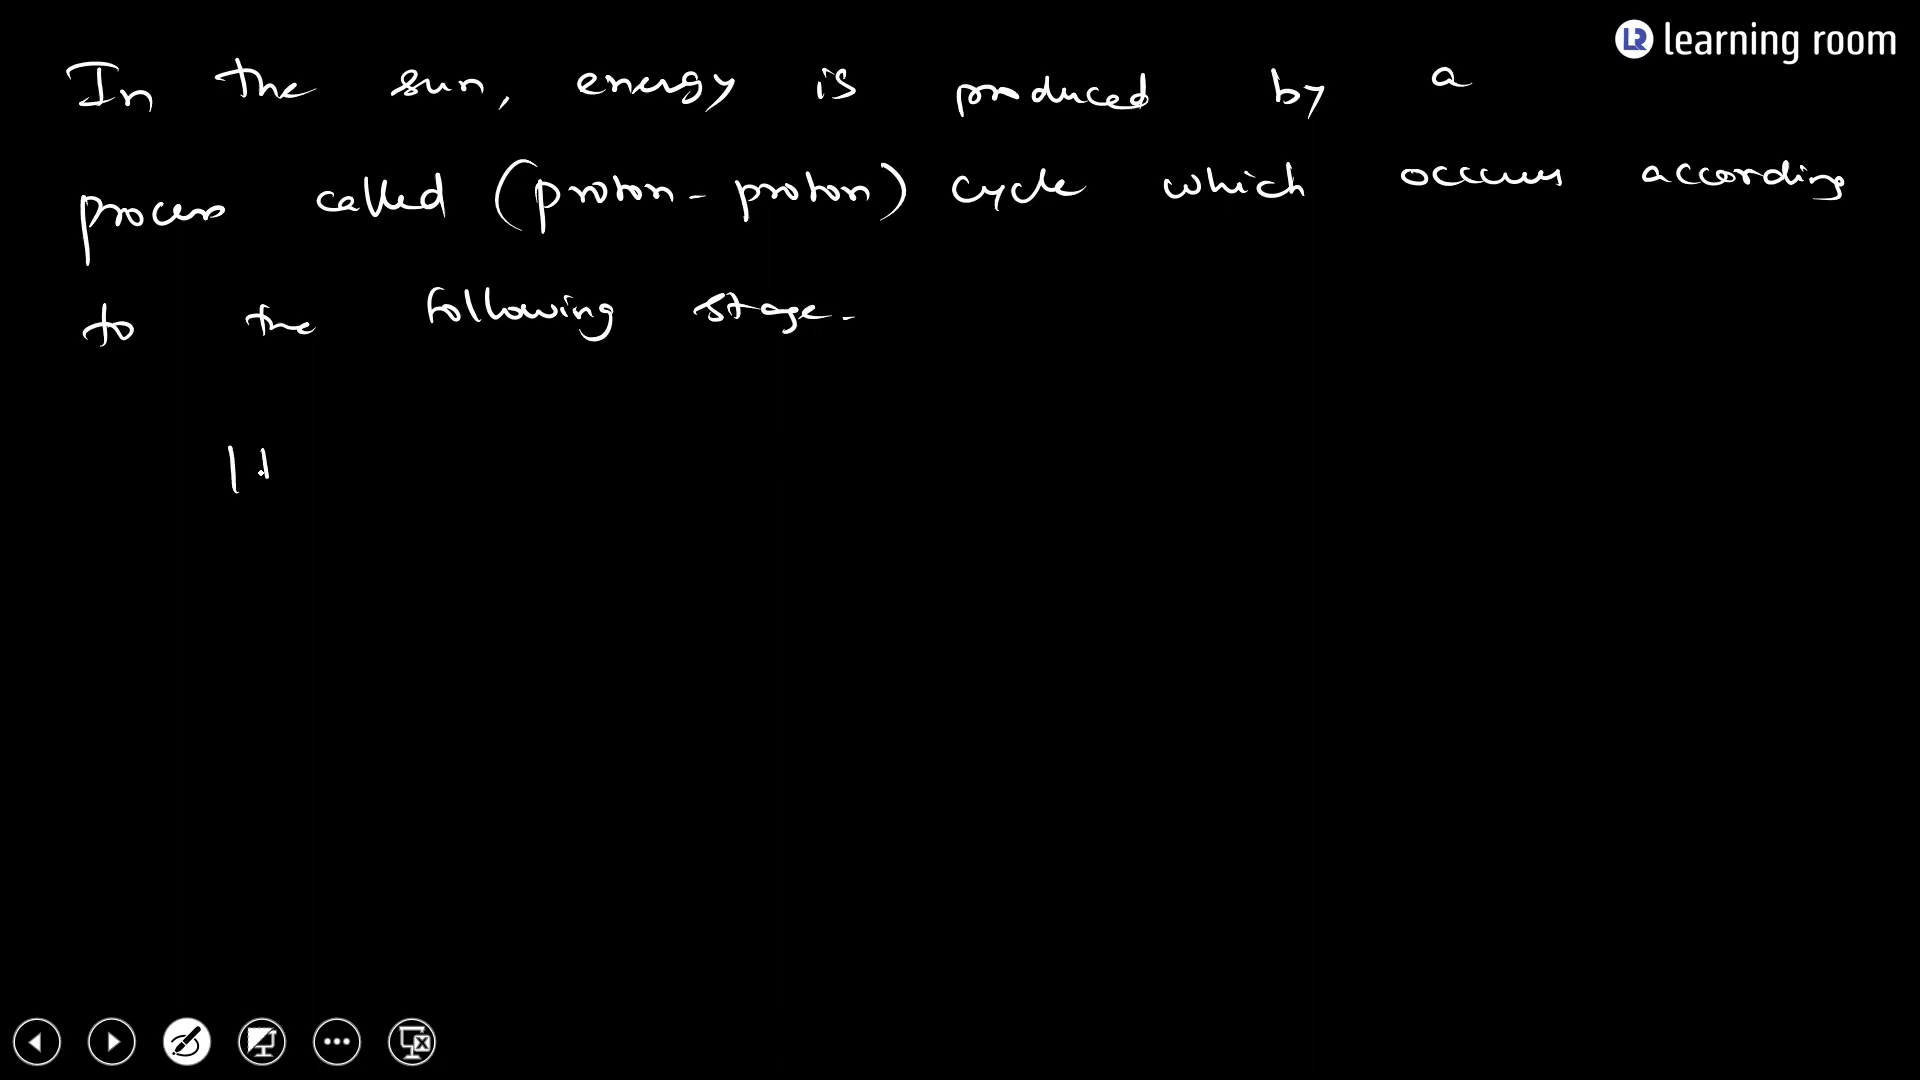 learning room
In the sun, energy is produced by a
process called (proton - proton) cycle which occurs according
to the following stage.